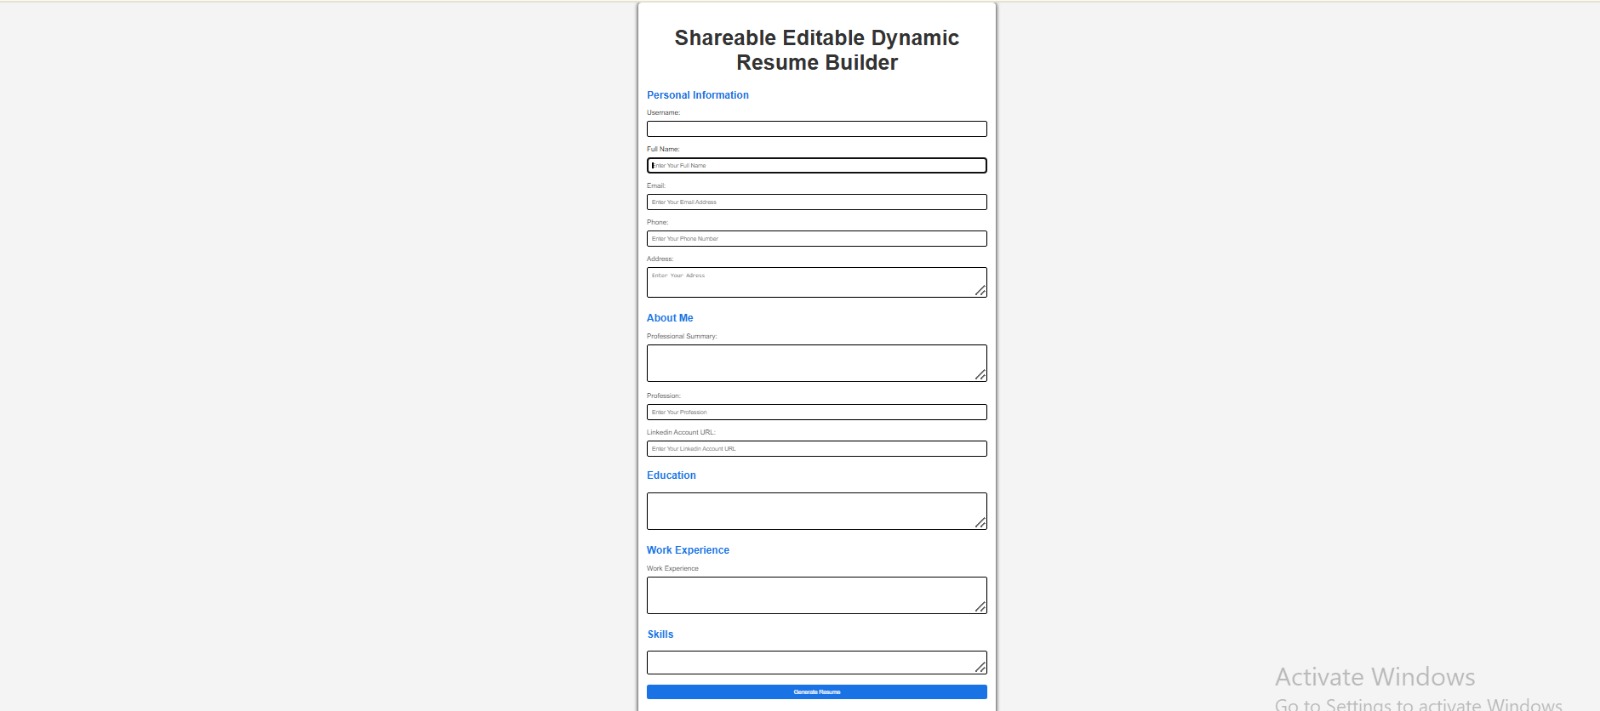 Shareable Editable Dynamic
Resume Builder
Personal Information
Username:
Full Name:
Enter Your Full Name
Email:
Enter Your Email Address
Phone:
Enter Your Phone Number
Address:
Enter Your Adress
About Me
Professional Summary:
Profession:
Enter Your Profession
Linkedin Account URL:
Enter Your Linkedin Account URL
Education
Work Experience
Work Experience
Skills
Generate Resume
Activate Windows
Go to Settings to activate Windows